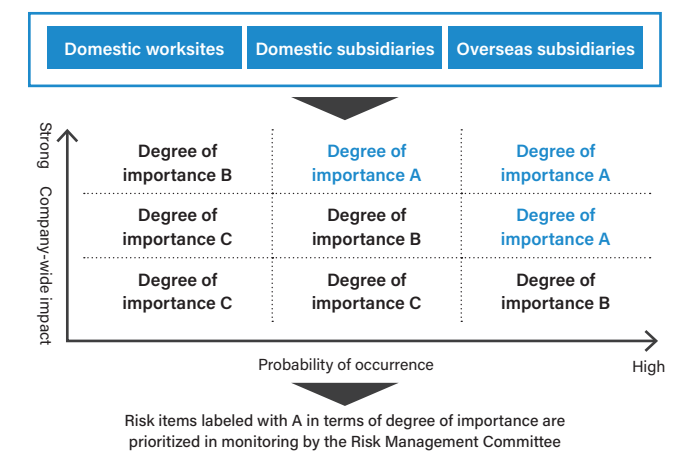 Domestic worksites
Domestic subsidiaries
Overseas subsidiaries
Strong
Company-wide impact
Degree of
importance B
Degree of
importance A
Degree of
importance A
Degree of
importance C
Degree of
importance B
Degree of
importance A
Degree of
importance C
Degree of
importance C
Degree of
importance B
Probability of occurrence
High
Risk items labeled with A in terms of degree of importance are
prioritized in monitoring by the Risk Management Committee